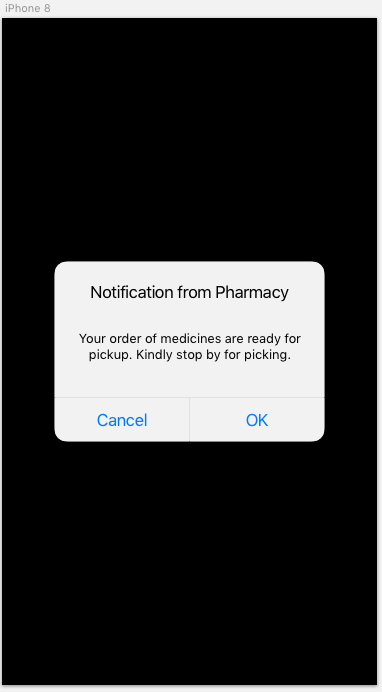 iPhone 8
Notification from Pharmacy
Your order of medicines are ready for
pickup. Kindly stop by for picking.
Cancel
OK